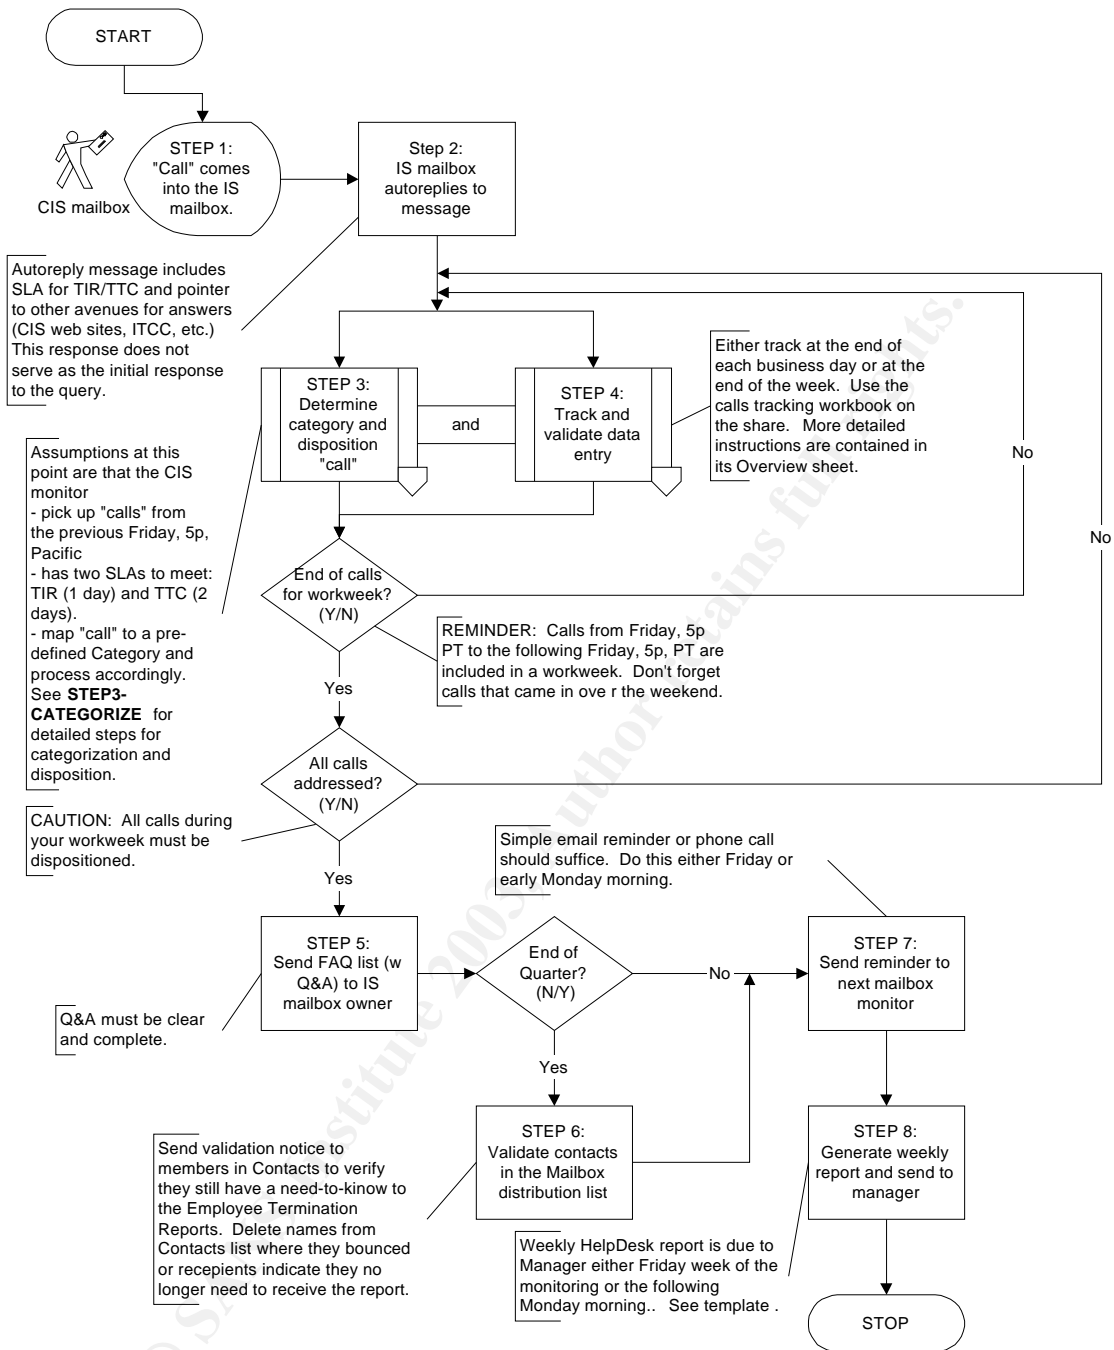 START
STEP 1:
"Call" comes
into the IS
mailbox.
CIS mailbox
Step 2:
IS mailbox
autoreplies to
message
Autoreply message includes
SLA for TIR/TTC and pointer
to other avenues for answers
(CIS web sites, ITCC, etc.)
This response does not
serve as the initial response
to the query.
STEP 3:
Determine
category and
disposition
"call"
and
STEP 4:
Track and
validate data
entry
Either track at the end of
each business day or at the
end of the week. Use the
calls tracking workbook on
the share. More detailed
instructions are contained in
its Overview sheet.
No
No
Assumptions at this
point are that the CIS
monitor
- pick up "calls" from
the previous Friday, 5p,
Pacific
- has two SLAs to meet:
TIR (1 day) and TTC (2
days).
- map "call" to a pre-
defined Category and
process accordingly.
See STEP3-
CATEGORIZE for
detailed steps for
categorization and
disposition.
End of calls
for workweek?
(Y/N)
REMINDER: Calls from Friday, 5p
PT to the following Friday, 5p, PT are
included in a workweek. Don't forget
calls that came in ove r the weekend.
Yes
All calls
addressed?
(Y/N)
CAUTION: All calls during
your workweek must be
dispositioned.
Yes
Simple email reminder or phone call
should suffice. Do this either Friday or
early Monday morning.
STEP 5:
Send FAQ list (w
Q&A) to IS
mailbox owner
Q&A must be clear
and complete.
End of
Quarter?
(N/Y)
No
STEP 7:
Send reminder to
next mailbox
monitor
Yes
STEP 6:
Validate contacts
in the Mailbox
distribution list
Send validation notice to
members in Contacts to verify
they still have a need-to-kinow to
the Employee Termination
Reports. Delete names from
Contacts list where they bounced
or recepients indicate they no
longer need to receive the report.
STEP 8:
Generate weekly
report and send to
manager
Weekly HelpDesk report is due to
Manager either Friday week of the
monitoring or the following
Monday morning.. See template .
STOP
© SANS Institute 2003, Author retains full rights.